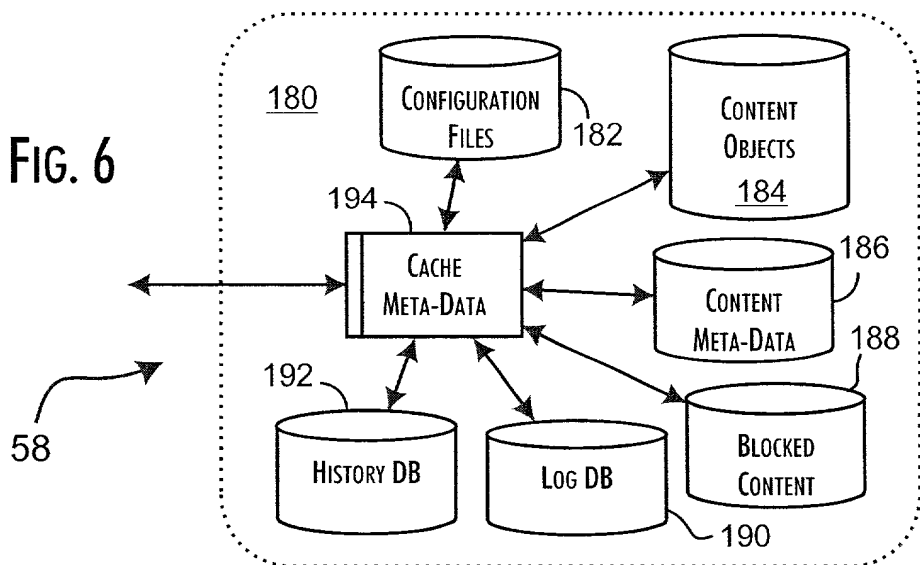 FIG. 6
180
CONFIGURATION
FILES
182
CONTENT
OBJECTS
184
194
CACHE
META-DATA
186
CONTENT
META-DATA
188
BLOCKED
CONTENT
192
HISTORY DB
LOG DB
190
58